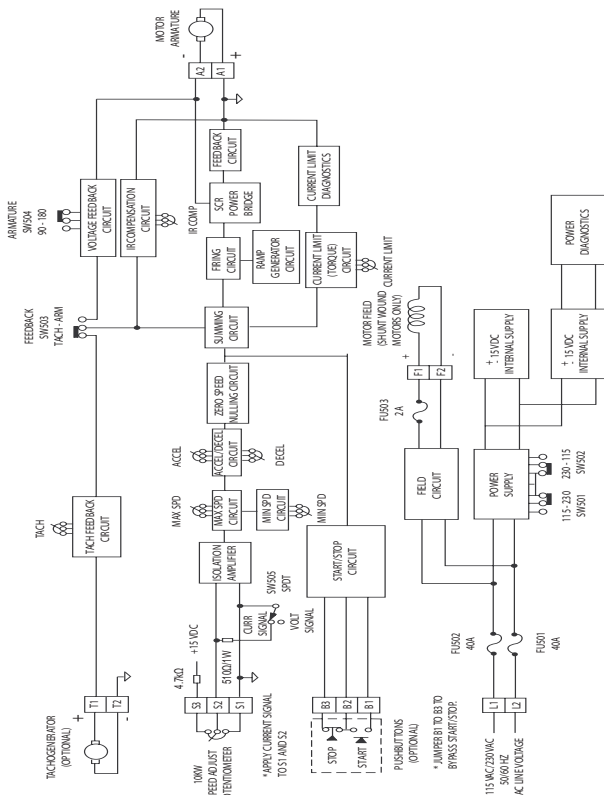 TACHOGENERATOR
(OPTIONAL)
+
-
T1
T2
TACH
TACH FEEDBACK
CIRCUIT
FEEDBACK
SW503
TACH - ARM
ARMATURE
SW504
90 - 180
VOLTAGE FEEDBACK
CIRCUIT
IR COMPENSATION
CIRCUIT
IR COMP
MOTOR
ARMATURE
-
+
A2
A1
10KW
SPEED ADJUST
POTENTIOMETER
*APPLY CURRENT SIGNAL
TO S1 AND S2
S3
S2
S1
4.7kΩ
+15 VDC
510Ω/1W
CURR
SIGNAL
VOLT
SIGNAL
SW505
SPDT
ISOLATION
AMPLIFIER
MAX SPD
MAX SPD
CIRCUIT
MIN SPD
CIRCUIT
MIN SPD
ACCEL
ACCEL/DECEL
CIRCUIT
DECEL
ZERO SPEED
NULLING CIRCUIT
SUMMING
CIRCUIT
FIRING
CIRCUIT
RAMP
GENERATOR
CIRCUIT
SCR
POWER
BRIDGE
FEEDBACK
CIRCUIT
CURRENT LIMIT
(TORQUE)
CIRCUIT
CURRENT LIMIT
CURRENT LIMIT
DIAGNOSTICS
STOP
START
B3
B2
B1
START/STOP
CIRCUIT
PUSHBUTTONS
(OPTIONAL)
* JUMPER B1 TO B3 TO
BYPASS START/STOP.
115 VAC/230 VAC
50/60 HZ
AC LINE VOLTAGE
L1
L2
FU502
40A
FU501
40A
FIELD
CIRCUIT
FU503
2 A
+
-
F1
F2
MOTOR FIELD
(SHUNT WOUND
MOTORS ONLY)
POWER
SUPPLY
115 - 230
SW501
230 - 115
SW502
+
- 15 VDC
INTERNAL SUPPLY
+
- 15 VDC
INTERNAL SUPPLY
POWER
DIAGNOSTICS